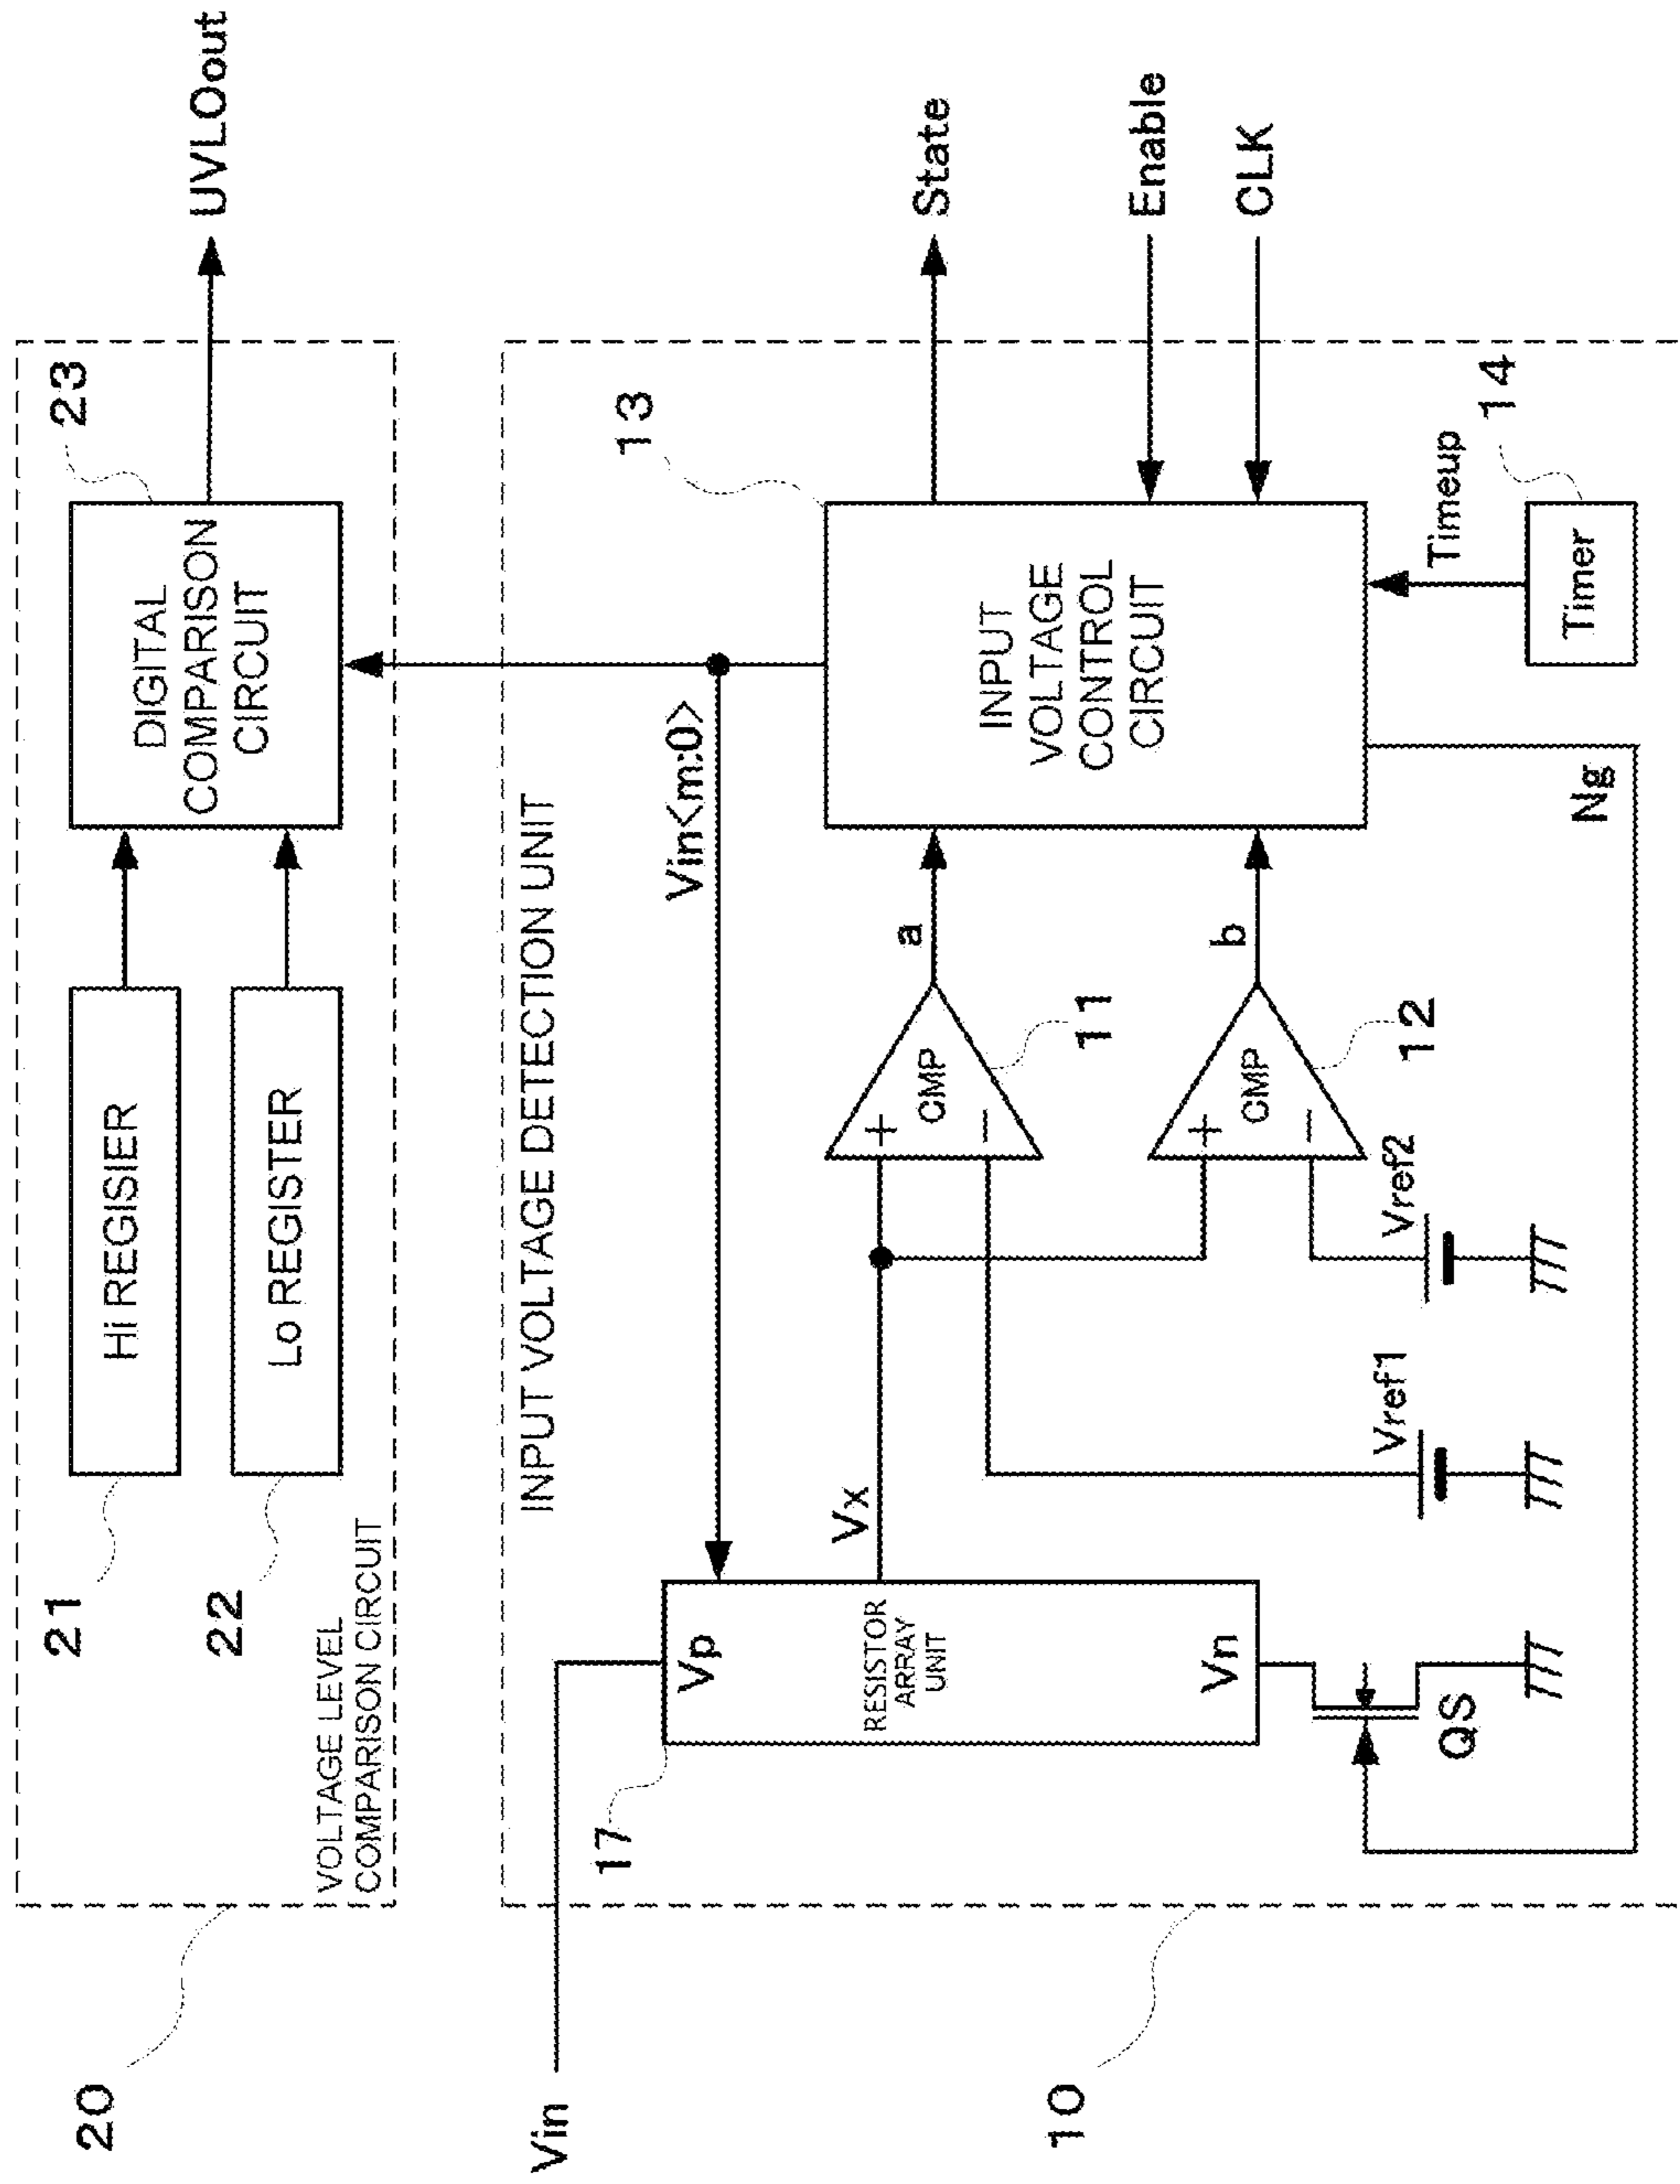 20
VOLTAGE LEVEL
COMPARISON CIRCUIT
21
Hi REGISIER
22
Lo REGISTER
23
DIGITAL
COMPARISON
CIRCUIT
UVLOout
Vin
10
INPUT VOLTAGE DETECTION UNIT
17
Vp
RESISTOR
ARRAY
UNIT
Vn
QS
Vin<m:0>
Vx
Vref1
Vref2
+
CMP
−
11
a
+
CMP
−
12
b
13
INPUT
VOLTAGE
CONTROL
CIRCUIT
Ng
Timeup
Timer
14
State
Enable
CLK